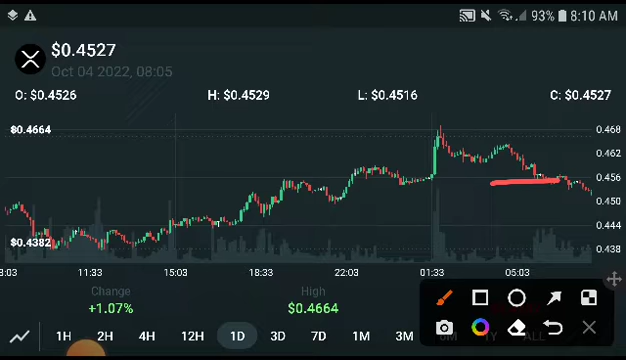 93% 8:10 AM
$0.4527
Oct 04 2022, 08:05
O: $0.4526 H: $0.4529 L: $0.4516 C: $0.4527
$0.4664
$0.4382
0.468
0.462
0.456
0.450
0.444
0.438
8:03 11:33 15:03 18:33 22:03 01:33 05:03
Change High
+1.07% $0.4664
1H 2H 4H 12H 1D 3D 7D 1M 3M
ALL